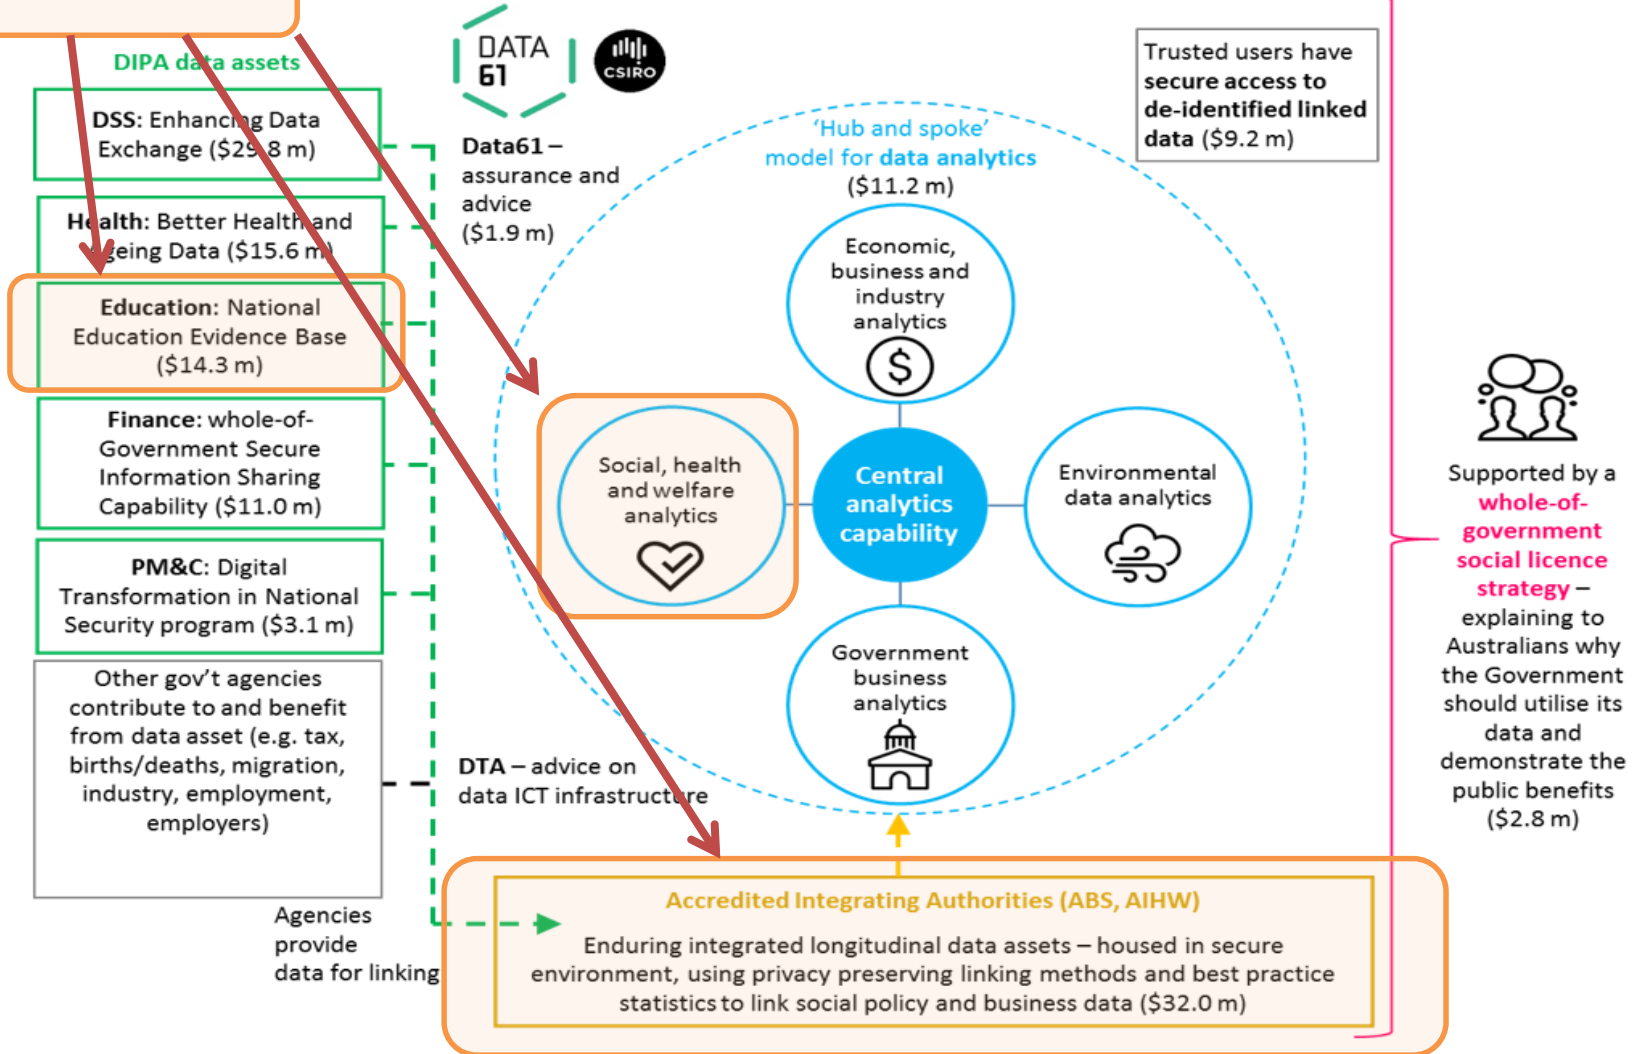 DIPA data assets
DSS: Enhancing Data
Exchange ($29.8 m)
Health: Better Health and
Ageing Data ($15.6 m)
Education: National
Education Evidence Base
($14.3 m)
Finance: whole-of-
Government Secure
Information Sharing
Capability ($11.0 m)
PM&C: Digital
Transformation in National
Security program ($3.1 m)
Other gov't agencies
contribute to and benefit
from data asset (e.g. tax,
births/deaths, migration,
industry, employment,
employers)
Agencies
provide
data for linking
DATA
61
CSIRO
Data61 –
assurance and
advice
($1.9 m)
DTA – advice on
data ICT infrastructure
'Hub and spoke'
model for data analytics
($11.2 m)
Economic,
business and
industry
analytics
$
Social, health
and welfare
analytics
Central
analytics
capability
Environmental
data analytics
Government
business
analytics
Accredited Integrating Authorities (ABS, AIHW)
Enduring integrated longitudinal data assets – housed in secure
environment, using privacy preserving linking methods and best practice
statistics to link social policy and business data ($32.0 m)
Trusted users have
secure access to
de-identified linked
data ($9.2 m)
Supported by a
whole-of-
government
social licence
strategy –
explaining to
Australians why
the Government
should utilise its
data and
demonstrate the
public benefits
($2.8 m)